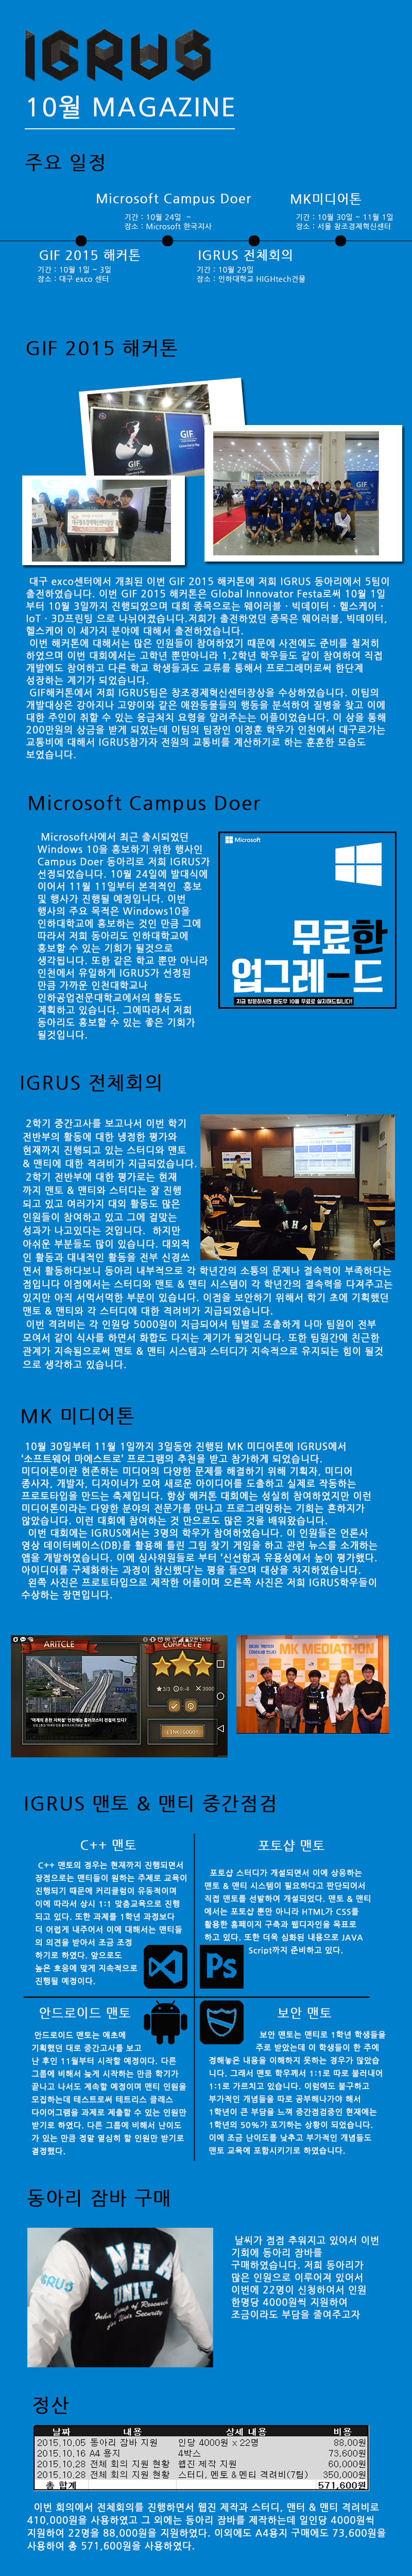 IGRUS
10월 MAGAZINE
주요 일정
Microsoft Campus Doer
기간 : 10월 24일 ~
장소 : Microsoft 한국지사
MK미디어톤
기간 : 10월 30일 ~ 11월 1일
장소 : 서울 창조경제혁신센터
GIF 2015 해커톤
기간 : 10월 1일 ~ 3일
장소 : 대구 exco 센터
IGRUS 전체회의
기간 : 10월 29일
장소 : 인하대학교 HIGHtech건물
GIF 2015 해커톤
GIF
GIF
대구 exco센터에서 개최된 이번 GIF 2015 해커톤에 저희 IGRUS 동아리에서 5팀이
출전하였습니다. 이번 GIF 2015 해커톤은 Global Innovator Festa로써 10월 1일
부터 10월 3일까지 진행되었으며 대회 종목으로는 웨어러블 · 빅데이터 · 헬스케어 ·
IoT · 3D프린팅 으로 나뉘어졌습니다.저희가 출전하였던 종목은 웨어러블, 빅데이터,
헬스케어 이 세가지 분야에 대해서 출전하였습니다.
이번 해커톤에 대해서는 많은 인원들이 참여하였기 때문에 사전에도 준비를 철저히
하였으며 이번 대회에서는 고학년 뿐만아니라 1,2학년 학우들도 같이 참여하여 직접
개발에도 참여하고 다른 학교 학생들과도 교류를 통해서 프로그래머로써 한단계
성장하는 계기가 되었습니다.
GIF해커톤에서 저희 IGRUS팀은 창조경제혁신센터장상을 수상하였습니다. 이팀의
개발대상은 강아지나 고양이와 같은 애완동물들의 행동을 분석하여 질병을 찾고 이에
대한 주인이 취할 수 있는 응급처치 요령을 알려주는는 어플이었습니다. 이 상을 통해
200만원의 상금을 받게 되었는데 이팀의 팀장인 이정훈 학우가 인천에서 대구로가는
교통비에 대해서 IGRUS참가자 전원의 교통비를 계산하기로 하는 훈훈한 모습도
보였습니다.
Microsoft Campus Doer
Microsoft사에서 최근 출시되었던
Windows 10을 홍보하기 위한 행사인
Campus Doer 동아리로 저희 IGRUS가
선정되었습니다. 10월 24일에 발대식에
이어서 11월 11일부터 본격적인 홍보
및 행사가 진행될 예정입니다. 이번
행사의 주요 목적은 Windows10을
인하대학교에 홍보하는 것인 만큼 그에
따라서 저희 동아리도 인하대학교에
홍보할 수 있는 기회가 될것으로
생각됩니다. 또한 같은 학교 뿐만 아니라
인천에서 유일하게 IGRUS가 선정된
만큼 가까운 인천대학교나
인하공업전문대학교에서의 활동도
계획하고 있습니다. 그에따라서 저희
동아리도 홍보할 수 있는 좋은 기회가
될것입니다.
Microsoft
무료한
업그레이드
지금 방문하시면 윈도우 10을 무료로 설치해드립니다!
IGRUS 전체회의
2학기 중간고사를 보고나서 이번 학기
전반부의 활동에 대한 냉정한 평가와
현재까지 진행되고 있는 스터디와 맨토
& 맨티에 대한 격려비가 지급되었습니다.
2학기 전반부에 대한 평가로는 현재
까지 맨토 & 맨티와 스터디는 잘 진행
되고 있고 여러가지 대외 활동도 많은
인원들이 참여하고 있고 그에 걸맞는
성과가 나고있다는 것입니다. 하지만
아쉬운 부분들도 많이 있습니다. 대외적
인 활동과 대내적인 활동을 전부 신경쓰
면서 활동하다보니 동아리 내부적으로 각 학년간의 소통의 문제나 결속력이 부족하다는
점입니다 이점에서는 스터디와 맨토 & 맨티 시스템이 각 학년간의 결속력을 다져주고는
있지만 아직 서먹서먹한 부분이 있습니다. 이점을 보안하기 위해서 학기 초에 기획했던
맨토 & 맨티와 각 스터디에 대한 격려비가 지급되었습니다.
이번 격려비는 각 인원당 5000원이 지급되어서 팀별로 조촐하게 나마 팀원이 전부
모여서 같이 식사를 하면서 화합도 다지는 계기가 될것입니다. 또한 팀원간에 친근한
관계가 지속됨으로써 맨토 & 맨티 시스템과 스터디가 지속적으로 유지되는 힘이 될것
으로 생각하고 있습니다.
MK 미디어톤
10월 30일부터 11월 1일까지 3일동안 진행된 MK 미디어톤에 IGRUS에서
‘소프트웨어 마에스트로’ 프로그램의 추천을 받고 참가하게 되었습니다.
미디어톤이란 현존하는 미디어의 다양한 문제를 해결하기 위해 기획자, 미디어
종사자, 개발자, 디자이너가 모여 새로운 아이디어를 도출하고 실제로 작동하는
프로토타입을 만드는 축제입니다. 항상 해커톤 대회에는 성실히 참여하였지만 이런
미디어톤이라는 다양한 분야의 전문가를 만나고 프로그래밍하는 기회는 흔하지가
않았습니다. 이런 대회에 참여하는 것 만으로도 많은 것을 배워왔습니다.
이번 대회에는 IGRUS에서는 3명의 학우가 참여하였습니다. 이 인원들은 언론사
영상 데이터베이스(DB)를 활용해 틀린 그림 찾기 게임을 하고 관련 뉴스를 소개하는
앱을 개발하였습니다. 이에 심사위원들로 부터 ‘신선함과 유용성에서 높이 평가했다.
아이디어를 구체화하는 과정이 참신했다’는 평을 들으며 대상을 차지하였습니다.
왼쪽 사진은 프로토타입으로 제작한 어플이며 오른쪽 사진은 저희 IGRUS학우들이
수상하는 장면입니다.
ARITCLE
COMPLETE
MK MEDIATHON
IGRUS 맨토 & 맨티 중간점검
C++ 맨토
C++ 맨토의 경우는 현재까지 진행되면서
장점으로는 맨티들이 원하는 주제로 교육이
진행되기 때문에 커리큘럼이 유동적이며
이에 따라서 상시 1:1 맞춤교육으로 진행
되고 있다. 또한 과제를 1학년 과정보다
더 어렵게 내주어서 이에 대해서는 맨티들
의 의견을 받아서 조금 조정
하기로 하였다. 앞으로도
높은 호응에 맞게 지속적으로
진행될 예정이다.
포토샵 맨토
포토샵 스터디가 개설되면서 이에 상응하는
맨토 & 맨티 시스템이 필요하다고 판단되어서
직접 맨토를 선발하여 개설되었다. 맨토 & 맨티
에서는 포토샵 뿐만 아니라 HTML가 CSS를
활용한 홈페이지 구축과 웹디자인을 목표로
하고 있다. 또한 더욱 심화된 내용으로 JAVA
Script까지 준비하고 있다.
Ps
안드로이드 맨토
안드로이드 맨토는 애초에
기획했던 대로 중간고사를 보고
난 후인 11월부터 시작할 예정이다. 다른
그룹에 비해서 늦게 시작하는 만큼 학기가
끝나고 나서도 계속할 예정이며 맨티 인원을
모집하는데 테스트로써 테트리스 클래스
다이어그램을 과제로 제출할 수 있는 인원만
받기로 하였다. 다른 그룹에 비해서 난이도
가 있는 만큼 정말 열심히 할 인원만 받기로
결정했다.
보안 맨토
보안 맨토는 맨티로 1학년 학생들을
주로 받았는데 이 학생들이 한 주에
정해놓은 내용을 이해하지 못하는 경우가 많았습
니다. 그래서 맨토 학우께서 1:1로 따로 불러내어
1:1로 가르치고 있습니다. 이럼에도 불구하고
부가적인 개념들을 따로 공부해나가야 해서
1학년이 큰 부담을 느껴 중간점검중인 현재에는
1학년의 50%가 포기하는 상황이 되었습니다.
이에 조금 난이도를 낮추고 부가적인 개념들도
맨토 교육에 포함시키기로 하였습니다.
동아리 잠바 구매
IGRUS
INHA
UNIV.
날씨가 점점 추워지고 있어서 이번
기회에 동아리 잠바를
구매하였습니다. 저희 동아리가
많은 인원으로 이루어져 있어서
이번에 22명이 신청하여서 인원
한명당 4000원씩 지원하여
조금이라도 부담을 줄여주고자
정산
날짜 내용 상세 내용 비용
2015.10.05 동아리 잠바 지원 인당 4000원 x 22명 88,00원
2015.10.16 A4 용지 4박스 73,600원
2015.10.28 전체 회의 지원 현황 웹진 제작 지원 60,000원
2015.10.28 전체 회의 지원 현황 스터디, 멘토 & 멘티 격려비(7팀) 350,000원
총 합계 571,600원
이번 회의에서 전체회의를 진행하면서 웹진 제작과 스터디, 맨터 & 맨티 격려비로
410,000원을 사용하였고 그 외에는 동아리 잠바를 제작하는데 일인당 4000원씩
지원하여 22명을 88,000원을 지원하였다. 이외에도 A4용지 구매에도 73,600원을
사용하여 총 571,600원을 사용하였다.